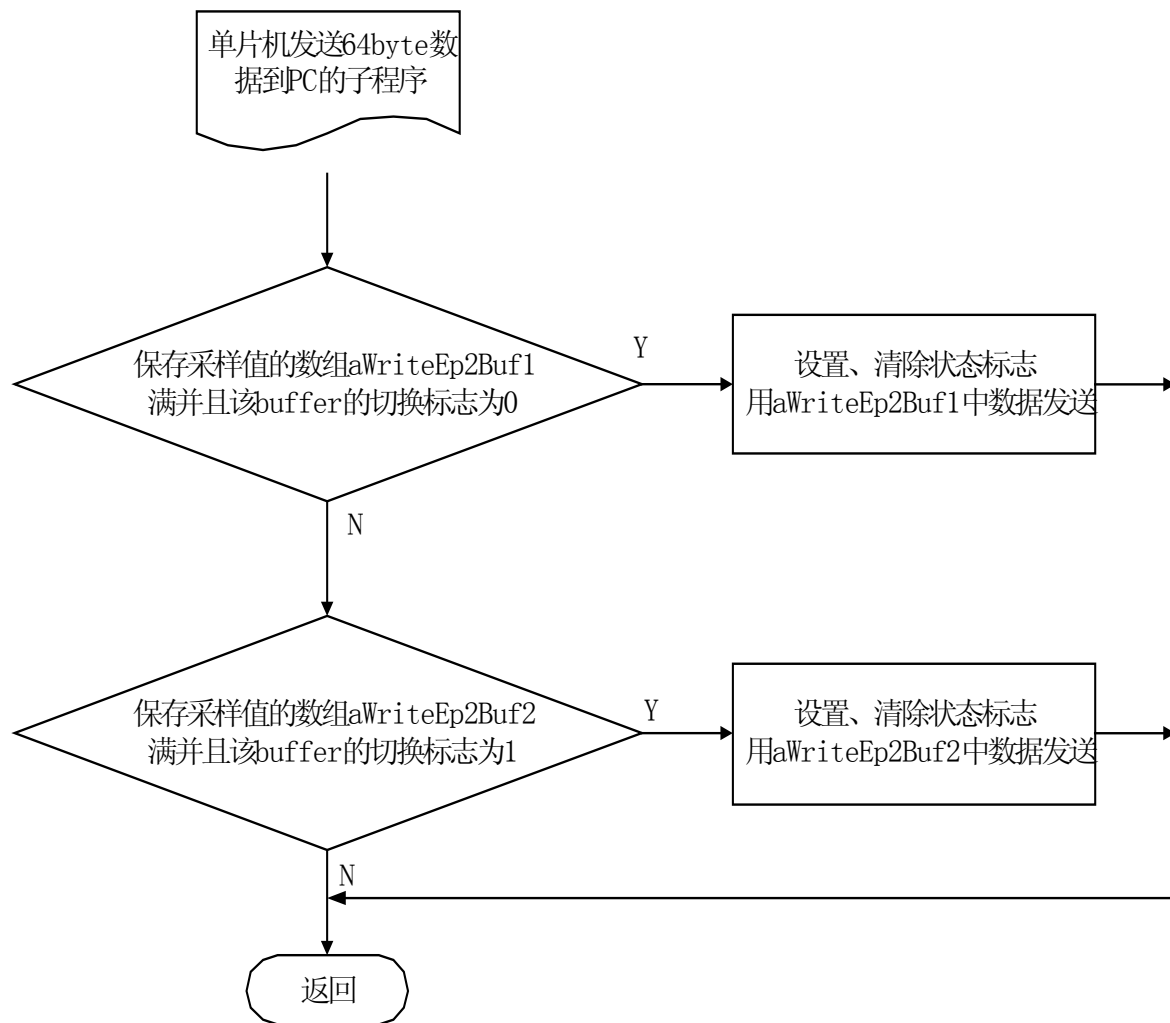 单片机发送64byte数
据到PC的子程序
保存采样值的数组aWriteEp2Buf1
满并且该buffer的切换标志为0
Y
设置、清除状态标志
用aWriteEp2Buf1中数据发送
N
保存采样值的数组aWriteEp2Buf2
满并且该buffer的切换标志为1
Y
设置、清除状态标志
用aWriteEp2Buf2中数据发送
N
返回